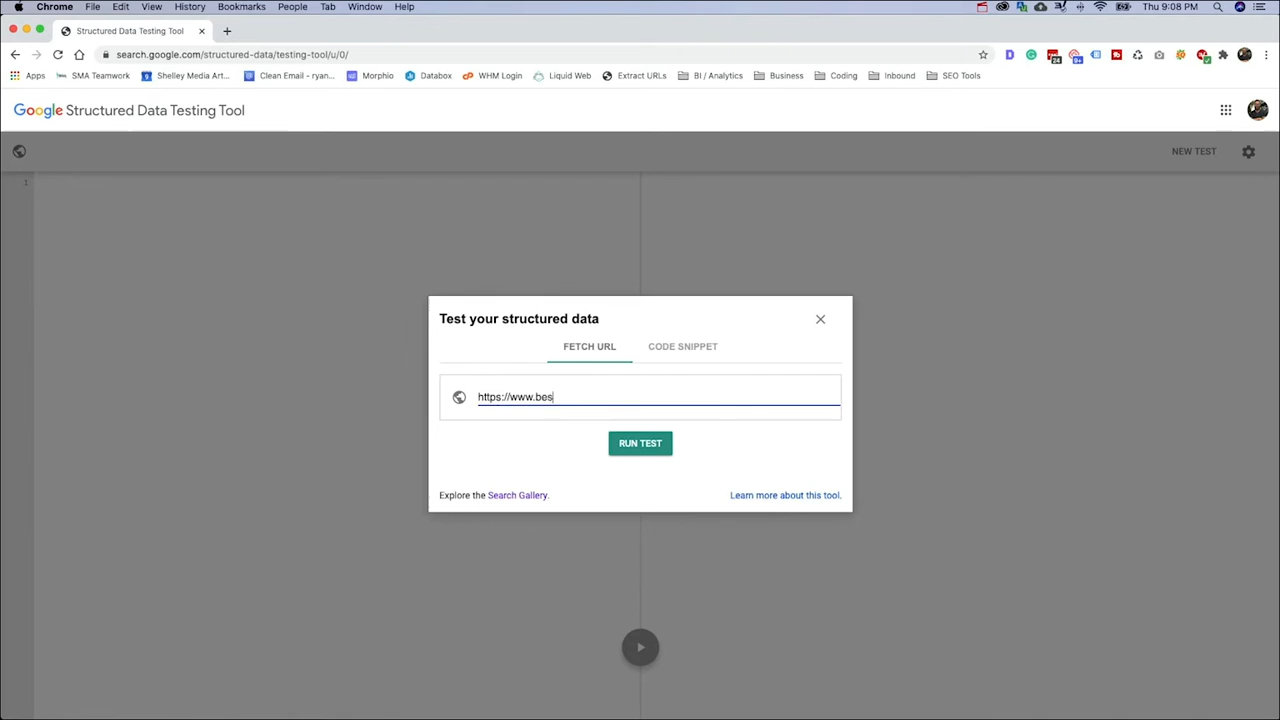 Chrome File Edit View History Bookmarks People Tab Window Help Thu 9:08 PM
Structured Data Testing Tool
search.google.com/structured-data/testing-tool/u/0/
24 9+
Apps SMA Teamwork Shelley Media Art... Clean Email - ryan... Morphio Databox WHM Login Liquid Web Extract URLs BI / Analytics Business Coding Inbound SEO Tools
Google Structured Data Testing Tool
NEW TEST
1
Test your structured data
FETCH URL CODE SNIPPET
https://www.bes
RUN TEST
Explore the Search Gallery. Learn more about this tool.